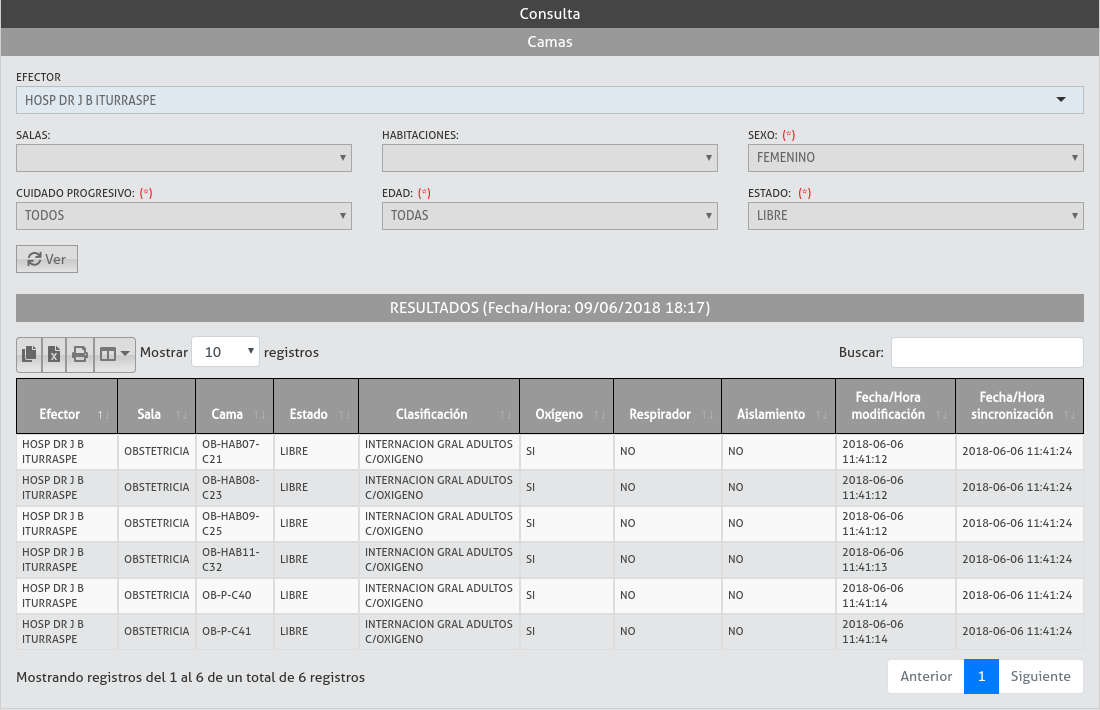 Consulta
Camas
EFECTOR
HOSP DR J B ITURRASPE
SALAS:
HABITACIONES:
SEXO: (*)
FEMENINO
CUIDADO PROGRESIVO: (*)
EDAD: (*)
ESTADO: (*)
TODOS
TODAS
LIBRE
Ver
RESULTADOS (Fecha/Hora: 09/06/2018 18:17)
Mostrar 10 registros
Buscar:
Efector Sala Cama Estado Clasificación Oxígeno Respirador Aislamiento Fecha/Hora modificación Fecha/Hora sincronización
HOSP DR J B ITURRASPE OBSTETRICIA OB-HAB07-C21 LIBRE INTERNACION GRAL ADULTOS C/OXIGENO SI NO NO 2018-06-06 11:41:12 2018-06-06 11:41:24
HOSP DR J B ITURRASPE OBSTETRICIA OB-HAB08-C23 LIBRE INTERNACION GRAL ADULTOS C/OXIGENO SI NO NO 2018-06-06 11:41:12 2018-06-06 11:41:24
HOSP DR J B ITURRASPE OBSTETRICIA OB-HAB09-C25 LIBRE INTERNACION GRAL ADULTOS C/OXIGENO SI NO NO 2018-06-06 11:41:12 2018-06-06 11:41:24
HOSP DR J B ITURRASPE OBSTETRICIA OB-HAB11-C32 LIBRE INTERNACION GRAL ADULTOS C/OXIGENO SI NO NO 2018-06-06 11:41:13 2018-06-06 11:41:24
HOSP DR J B ITURRASPE OBSTETRICIA OB-P-C40 LIBRE INTERNACION GRAL ADULTOS C/OXIGENO SI NO NO 2018-06-06 11:41:14 2018-06-06 11:41:24
HOSP DR J B ITURRASPE OBSTETRICIA OB-P-C41 LIBRE INTERNACION GRAL ADULTOS C/OXIGENO SI NO NO 2018-06-06 11:41:14 2018-06-06 11:41:24
Mostrando registros del 1 al 6 de un total de 6 registros
Anterior 1 Siguiente